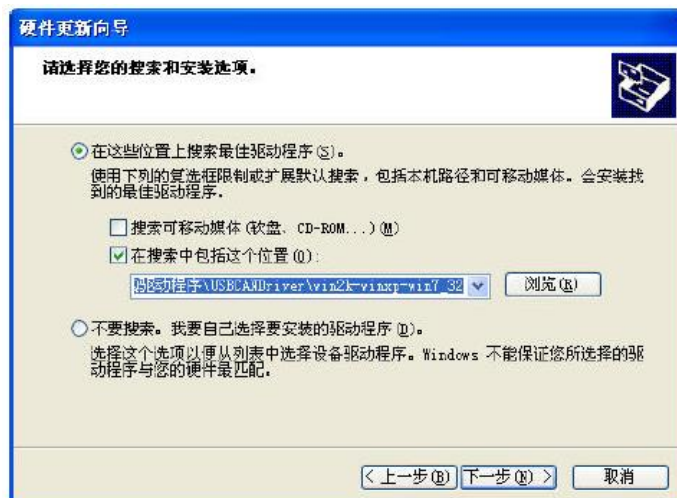 硬件更新向导
请选择您的搜索和安装选项。
在这些位置上搜索最佳驱动程序(S)。
使用下列的复选框限制或扩展默认搜索，包括本机路径和可移动媒体。会安装找
到的最佳驱动程序。
搜索可移动媒体(软盘、CD-ROM...)(M)
在搜索中包括这个位置(O):
驱动程序\USBCANDriver\win2k-winxp-win7_32
浏览(R)
不要搜索。我要自己选择要安装的驱动程序(D)。
选择这个选项以便从列表中选择设备驱动程序。Windows 不能保证您所选择的驱
动程序与您的硬件最匹配。
< 上一步(B) 下一步(N) > 取消